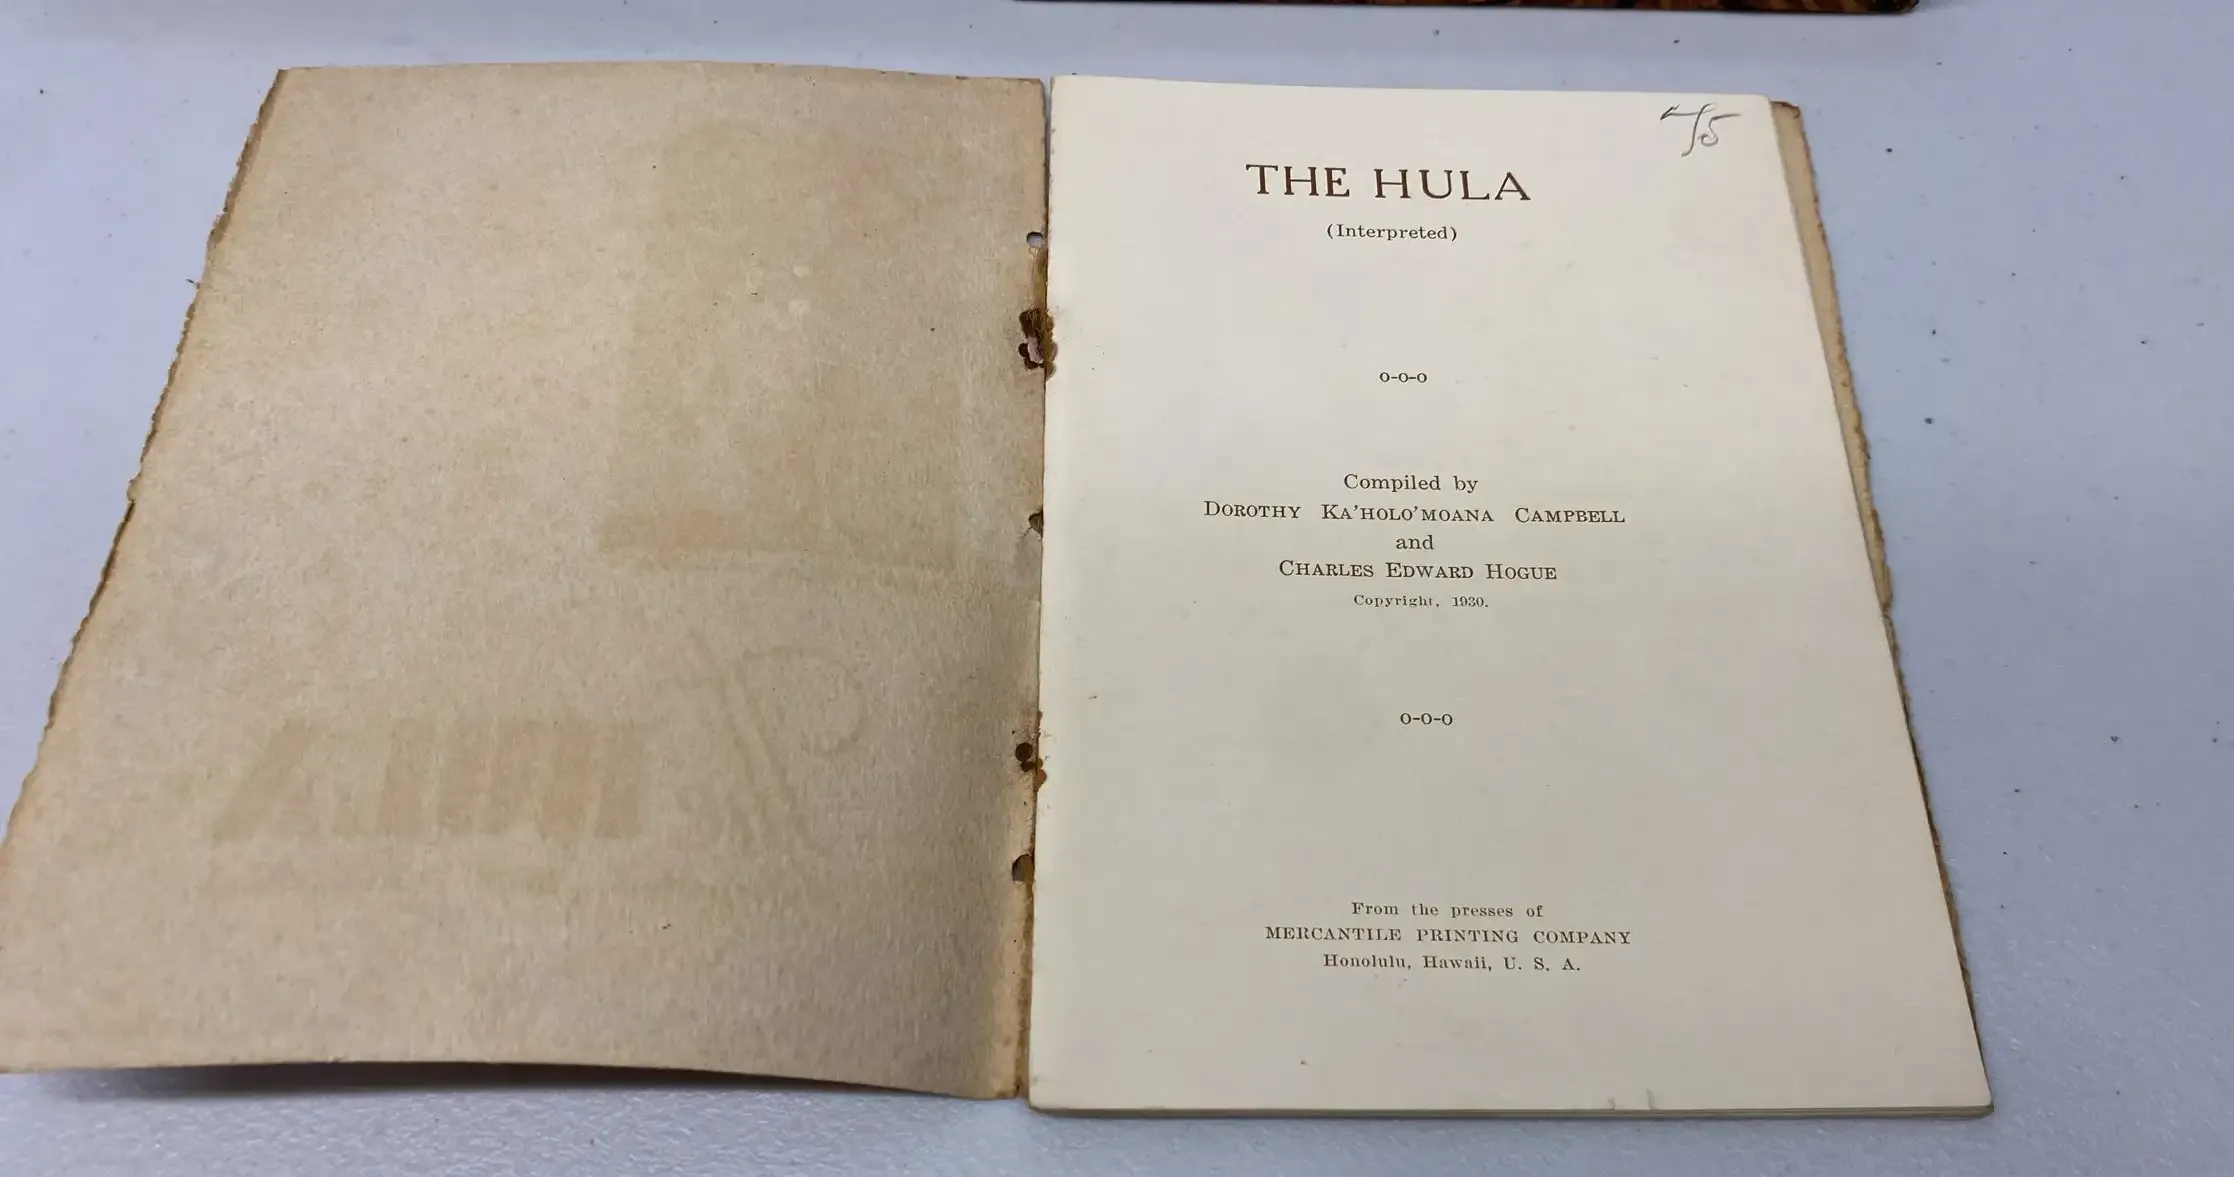 75
THE HULA
(Interpreted)
o-o-o
Compiled by
DOROTHY KA'HOLO'MOANA CAMPBELL
and
CHARLES EDWARD HOGUE
Copyright, 1930.
o-o-o
From the presses of
MERCANTILE PRINTING COMPANY
Honolulu, Hawaii, U. S. A.